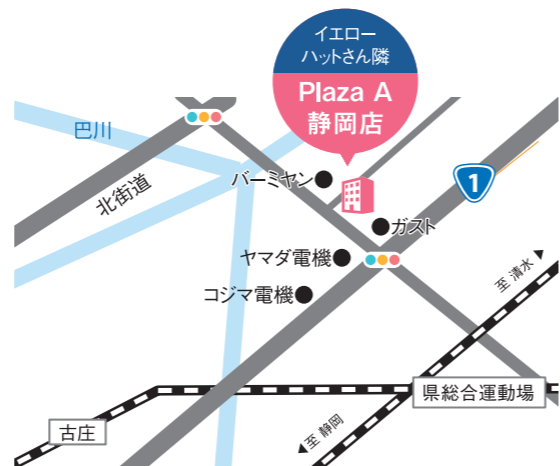 イエロー
ハットさん隣
Plaza A
静岡店
巴川
北街道
バーミヤン
1
ガスト
ヤマダ電機
コジマ電機
至 清水
県総合運動場
古庄
至 静岡